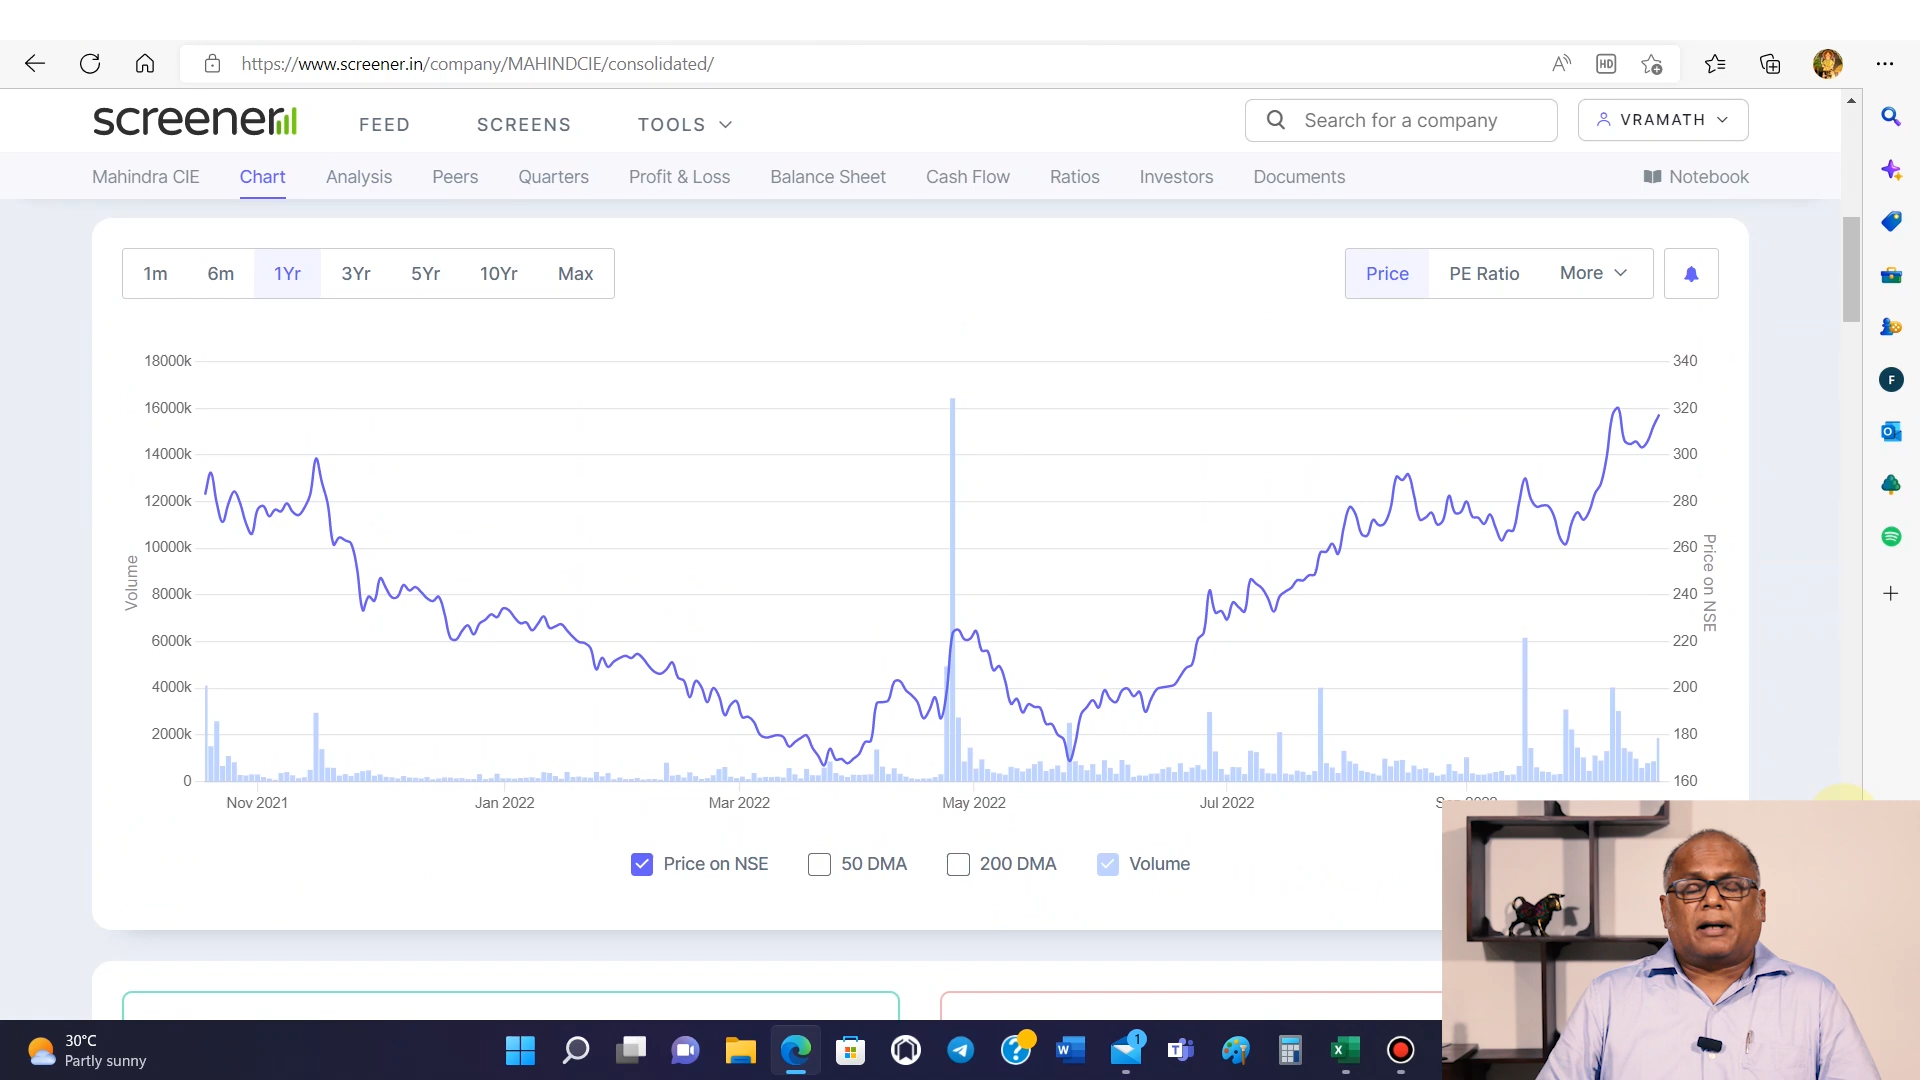 https://www.screener.in/company/MAHINDCIE/consolidated/
HD
screener
FEED
SCREENS
TOOLS
Search for a company
VRAMATH
Mahindra CIE
Chart
Analysis
Peers
Quarters
Profit & Loss
Balance Sheet
Cash Flow
Ratios
Investors
Documents
Notebook
1m
6m
1Yr
3Yr
5Yr
10Yr
Max
Price
PE Ratio
More
18000k
16000k
14000k
12000k
10000k
8000k
6000k
4000k
2000k
0
Volume
340
320
300
280
260
240
220
200
180
160
Price on NSE
Nov 2021
Jan 2022
Mar 2022
May 2022
Jul 2022
Price on NSE
50 DMA
200 DMA
Volume
F
30°C
Partly sunny
1